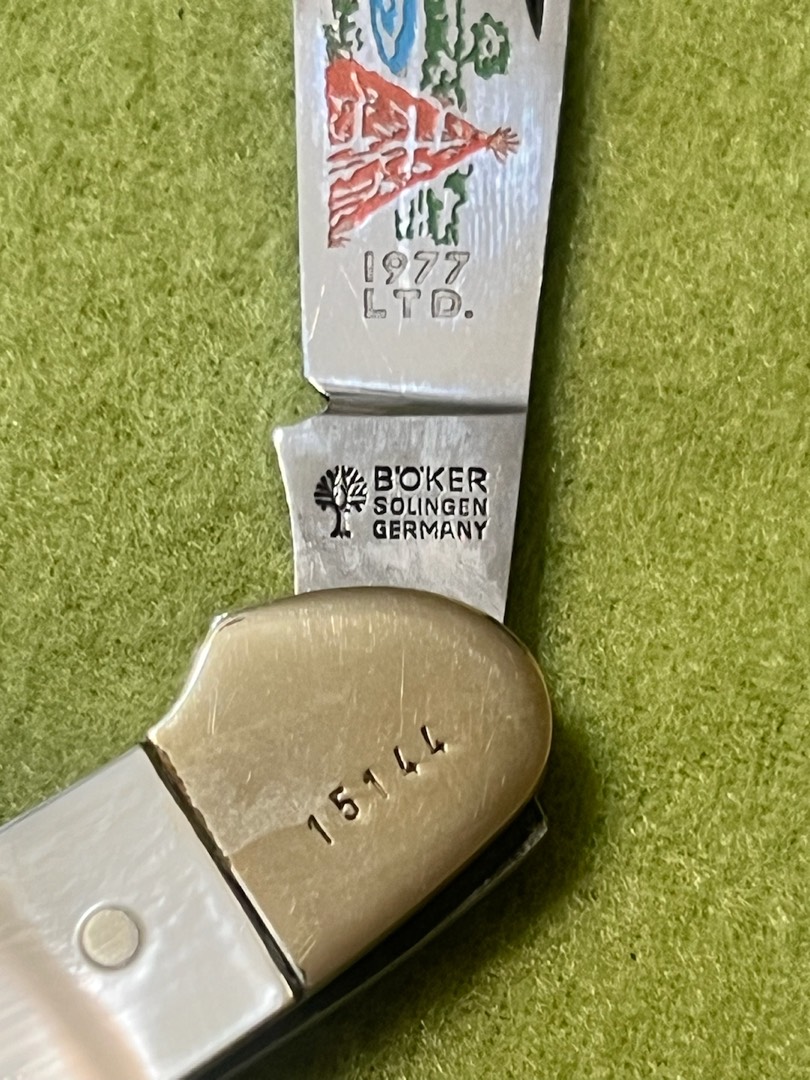 1977
LTD.
BÖKER
SOLINGEN
GERMANY
15144